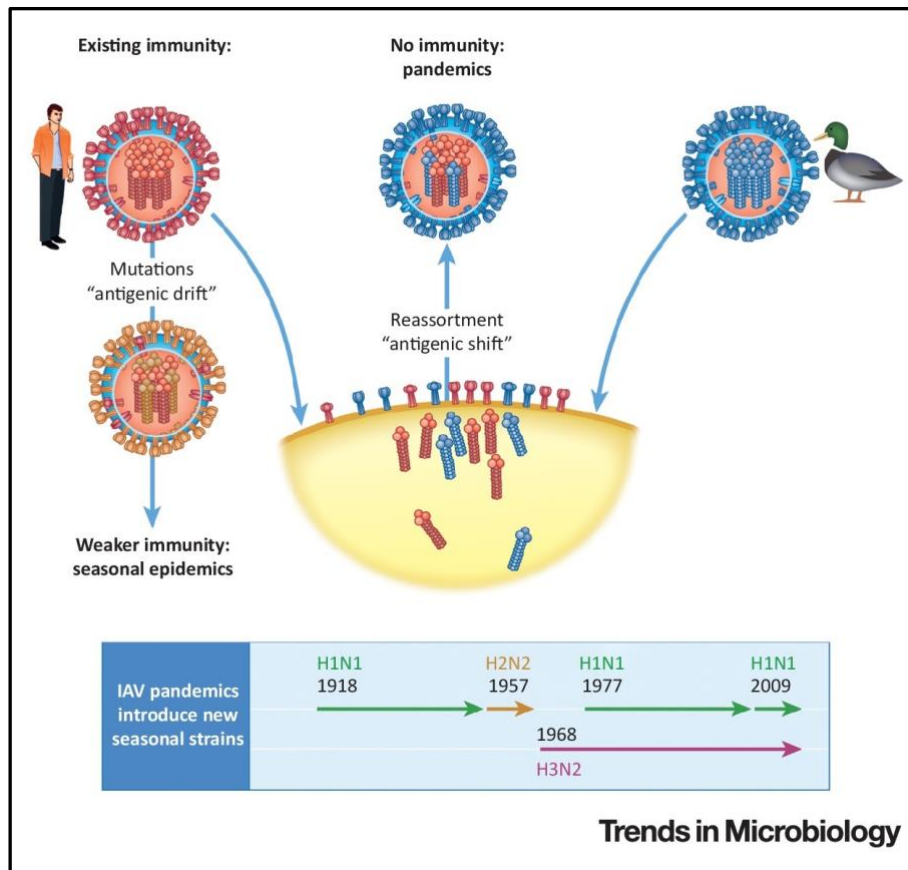 Existing immunity:
No immunity:
pandemics
Mutations
“antigenic drift”
Reassortment
“antigenic shift”
Weaker immunity:
seasonal epidemics
IAV pandemics
introduce new
seasonal strains
H1N1
1918
H2N2
1957
H1N1
1977
H1N1
2009
1968
H3N2
Trends in Microbiology